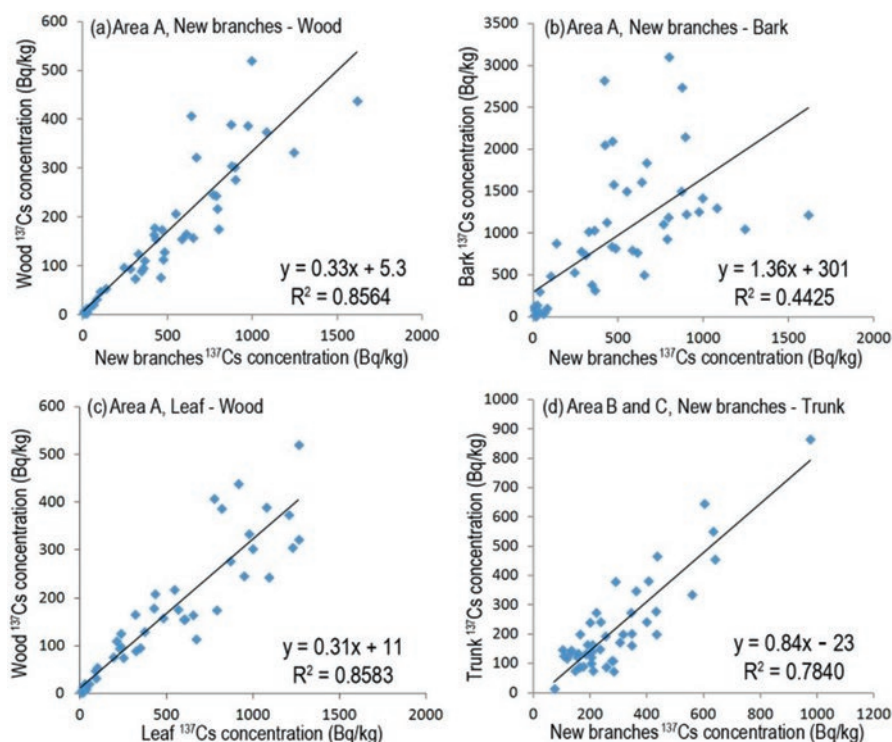 (a) Area A, New branches - Wood
Wood ¹³⁷Cs concentration (Bq/kg)
600
500
400
300
200
100
0
y = 0.33x + 5.3
R² = 0.8564
0 500 1000 1500 2000
New branches ¹³⁷Cs concentration (Bq/kg)
(b) Area A, New branches - Bark
Bark ¹³⁷Cs concentration (Bq/kg)
3500
3000
2500
2000
1500
1000
500
0
y = 1.36x + 301
R² = 0.4425
0 500 1000 1500 2000
New branches ¹³⁷Cs concentration (Bq/kg)
(c) Area A, Leaf - Wood
Wood ¹³⁷Cs concentration (Bq/kg)
600
500
400
300
200
100
0
y = 0.31x + 11
R² = 0.8583
0 500 1000 1500 2000
Leaf ¹³⁷Cs concentration (Bq/kg)
(d) Area B and C, New branches - Trunk
Trunk ¹³⁷Cs concentration (Bq/kg)
1000
900
800
700
600
500
400
300
200
100
0
y = 0.84x − 23
R² = 0.7840
0 200 400 600 800 1000 1200
New branches ¹³⁷Cs concentration (Bq/kg)